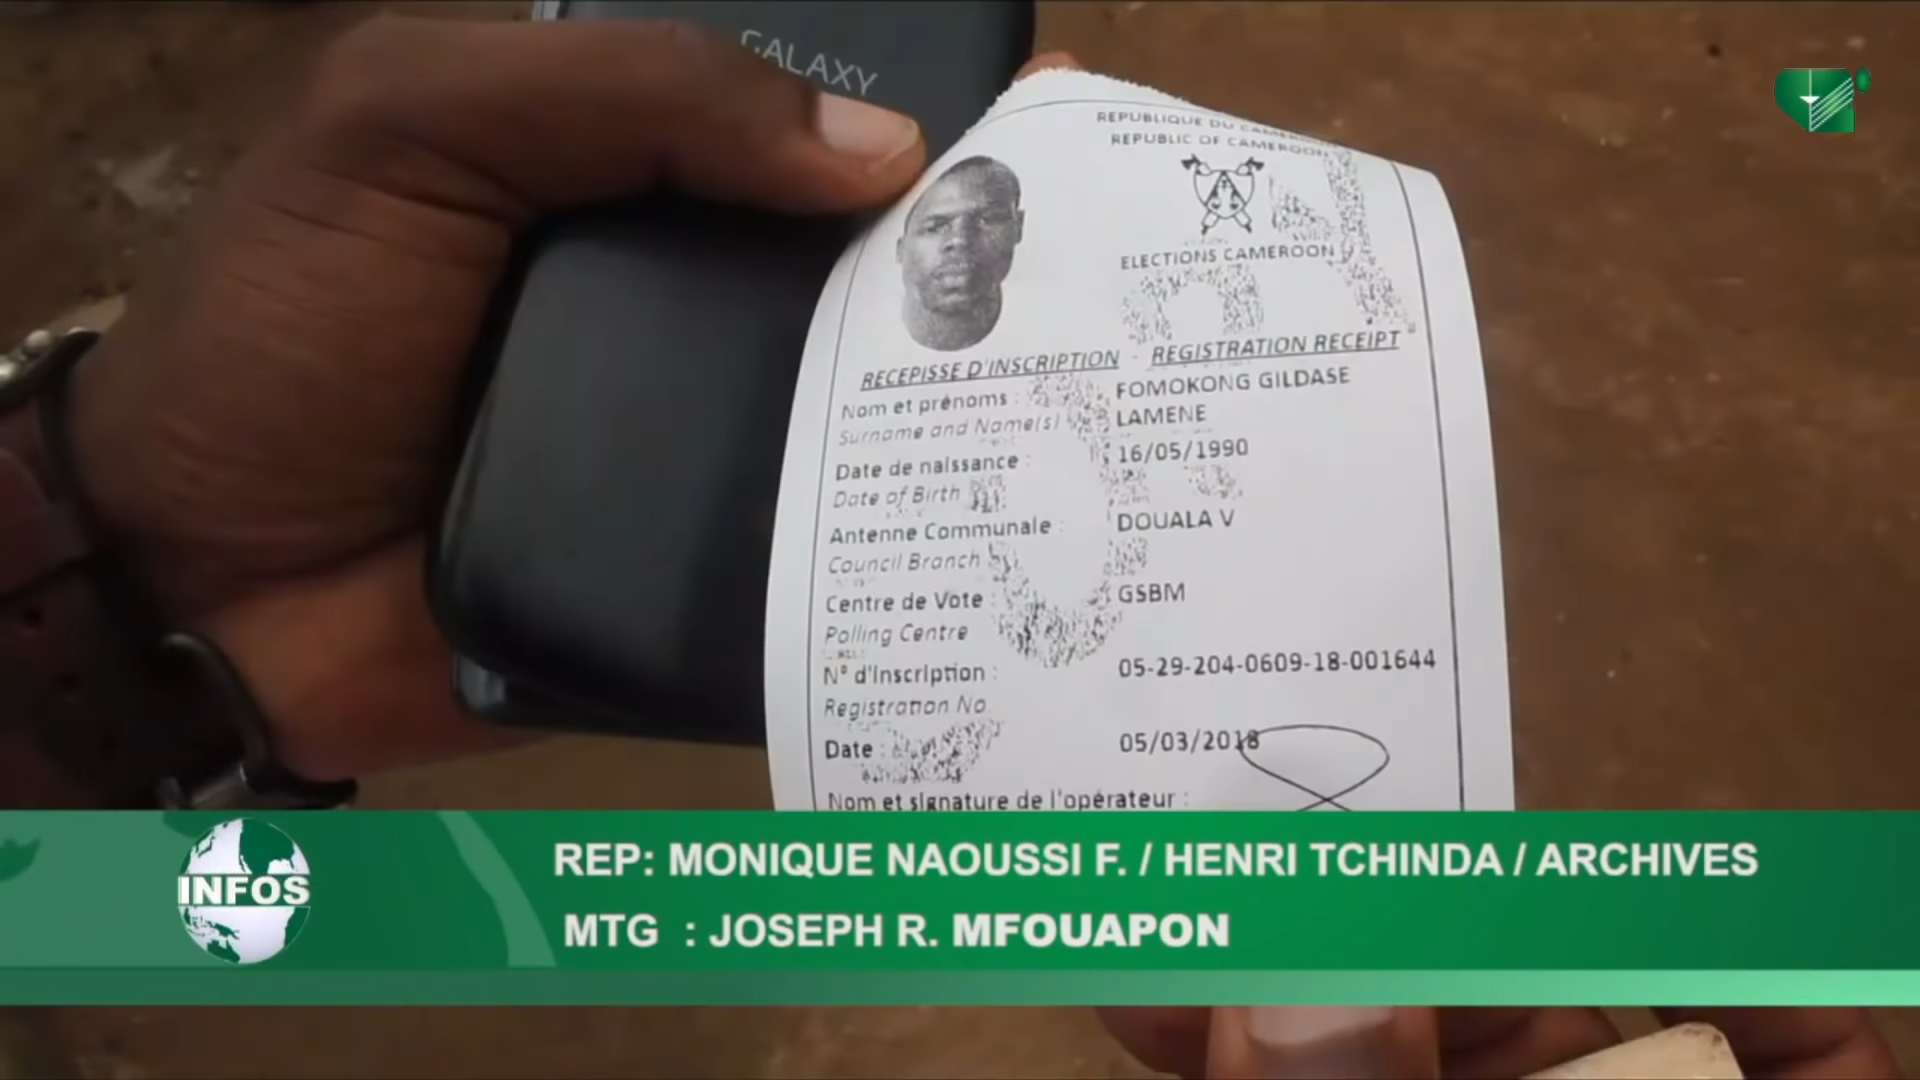 GALAXY
REPUBLIQUE DU CAMEROUN
REPUBLIC OF CAMEROON
ELECTIONS CAMEROON
RECEPISSE D'INSCRIPTION - REGISTRATION RECEIPT
Nom et prénoms : FOMOKONG GILDASE
Surname and Name(s) LAMENE
Date de naissance : 16/05/1990
Date of Birth
Antenne Communale : DOUALA V
Council Branch
Centre de Vote : GSBM
Polling Centre
N° d'Inscription : 05-29-204-0609-18-001644
Registration No
Date : 05/03/2018
Nom et signature de l'opérateur :
INFOS
REP: MONIQUE NAOUSSI F. / HENRI TCHINDA / ARCHIVES
MTG : JOSEPH R. MFOUAPON